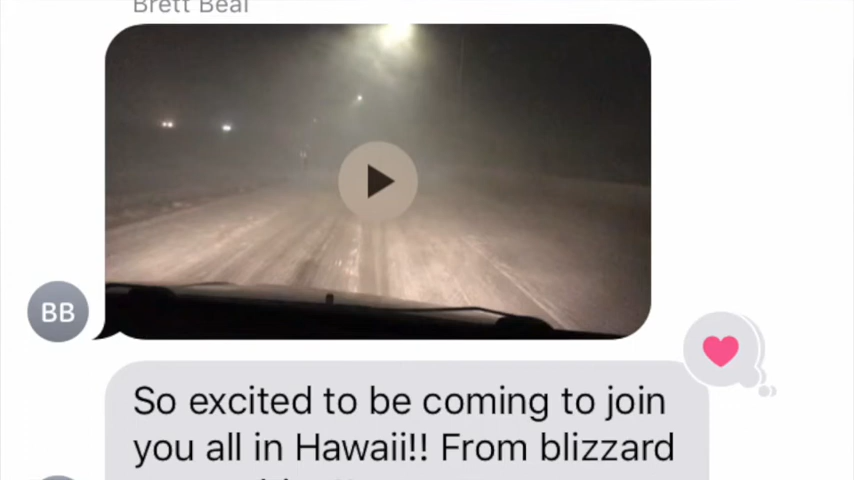 Brett Beal
BB
So excited to be coming to join
you all in Hawaii!! From blizzard